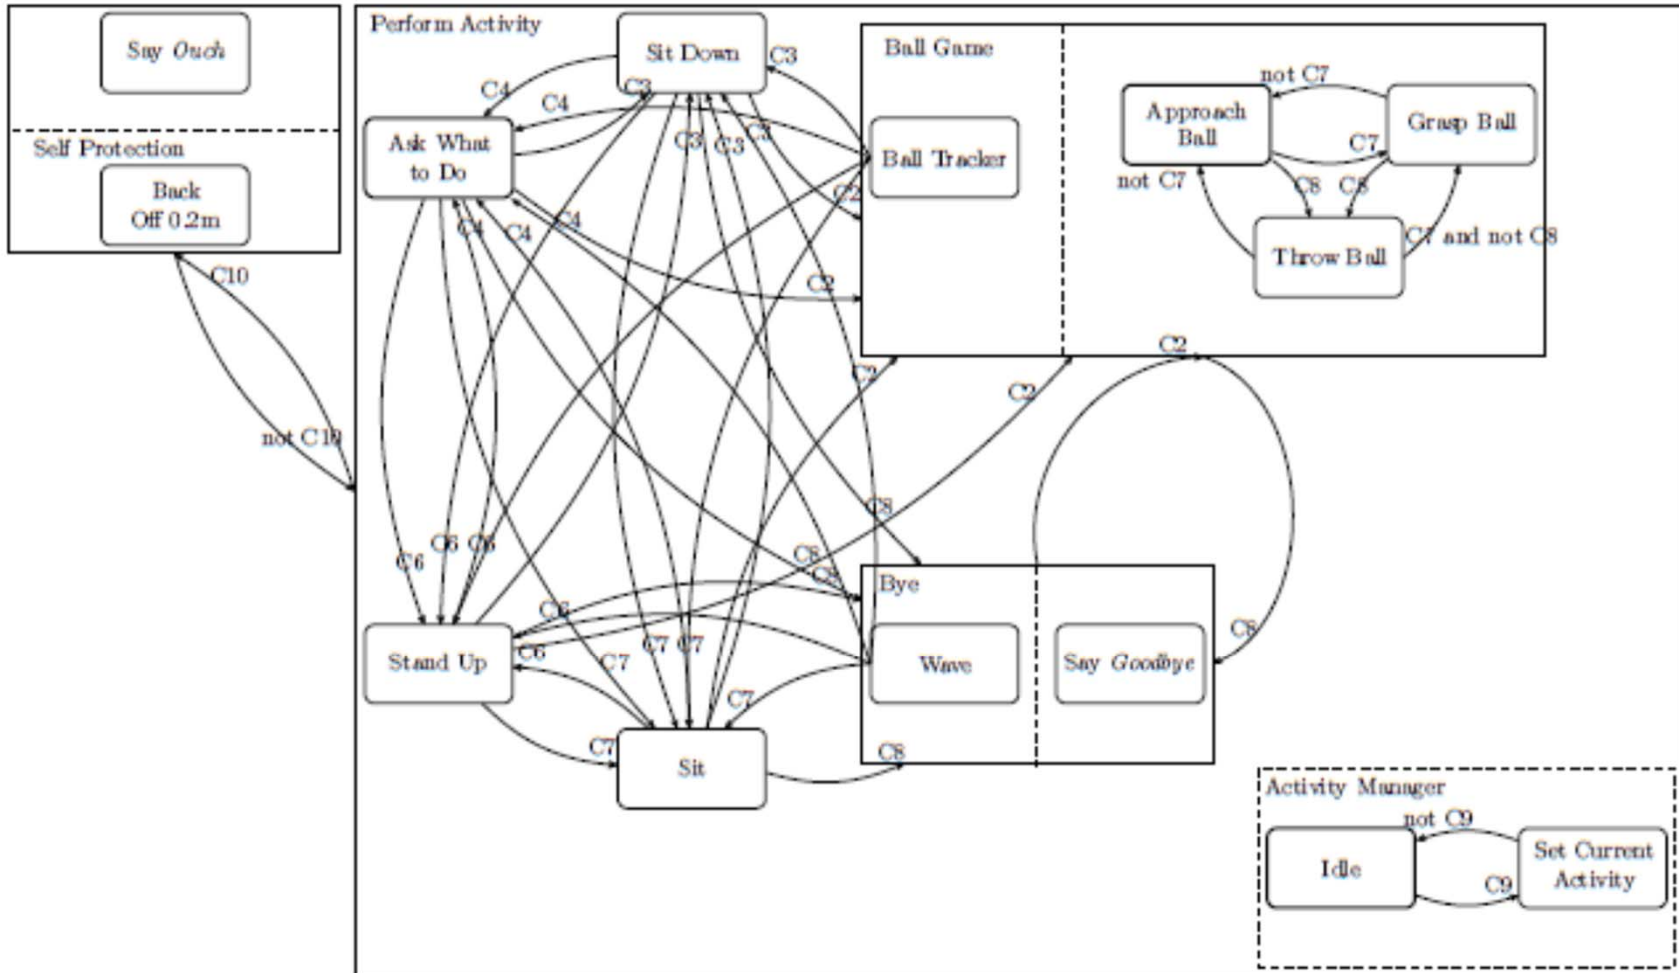 Say Ouch
Self Protection
Back
Off 0.2m
C10
not C10
Perform Activity
Sit Down
C3
C4
C3
C4
Ask What
to Do
C3
C3
C3
C4
C4
C4
C2
C2
Ball Game
Ball Tracker
Approach
Ball
not C7
Grasp Ball
C7
not C7
C8
C8
Throw Ball
C7 and not C8
C2
C2
C2
C8
C8
C8
C6
C6
C6
C6
C6
Stand Up
C7
C7
C7
C7
C7
Sit
C8
Bye
Wave
Say Goodbye
C8
Activity Manager
not C9
Idle
Set Current
Activity
C9